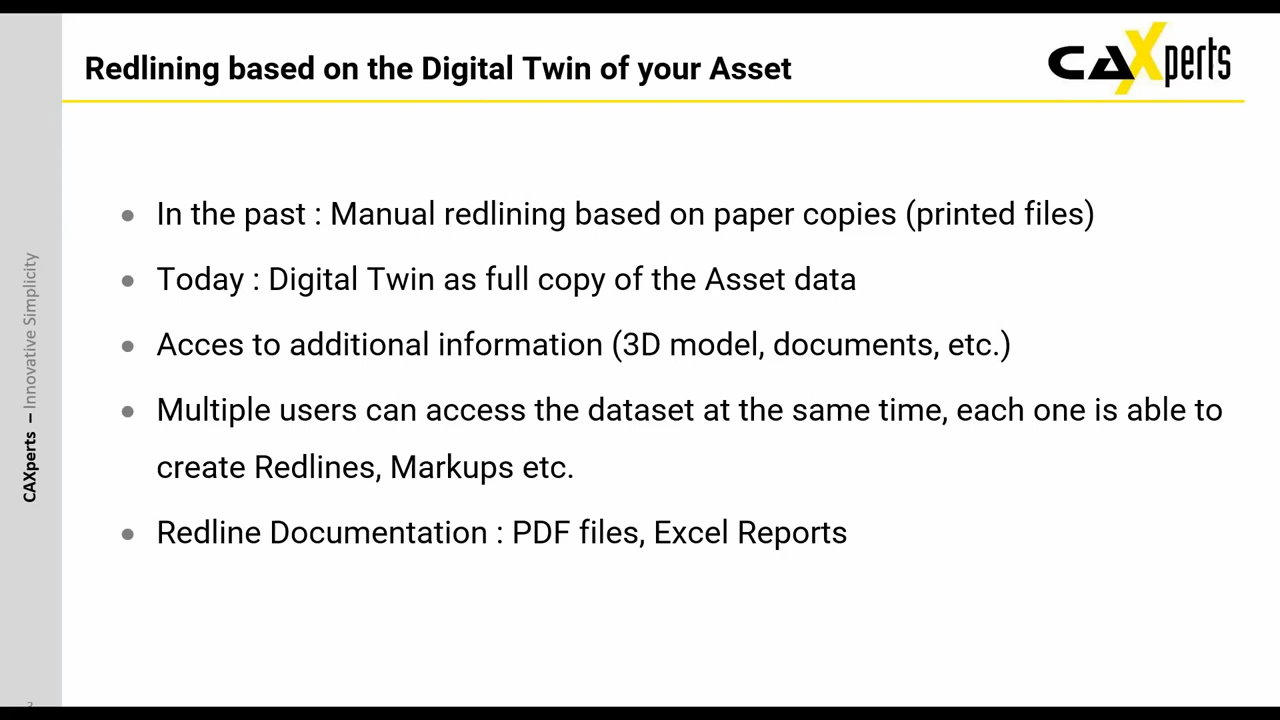 Redlining based on the Digital Twin of your Asset
CAXperts
● In the past : Manual redlining based on paper copies (printed files)
● Today : Digital Twin as full copy of the Asset data
● Acces to additional information (3D model, documents, etc.)
● Multiple users can access the dataset at the same time, each one is able to
create Redlines, Markups etc.
● Redline Documentation : PDF files, Excel Reports
CAXperts – Innovative Simplicity